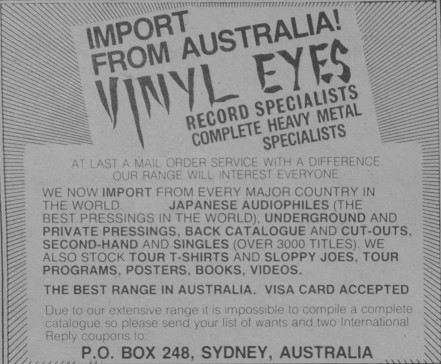 IMPORT
FROM AUSTRALIA!
VINYL EYES
RECORD SPECIALISTS
COMPLETE HEAVY METAL
SPECIALISTS
AT LAST A MAIL ORDER SERVICE WITH A DIFFERENCE
OUR RANGE WILL INTEREST EVERYONE
WE NOW IMPORT FROM EVERY MAJOR COUNTRY IN
THE WORLD. JAPANESE AUDIOPHILES (THE
BEST PRESSINGS IN THE WORLD), UNDERGROUND AND
PRIVATE PRESSINGS, BACK CATALOGUE AND CUT-OUTS,
SECOND-HAND AND SINGLES (OVER 3000 TITLES). WE
ALSO STOCK TOUR T-SHIRTS AND SLOPPY JOES, TOUR
PROGRAMS, POSTERS, BOOKS, VIDEOS.
THE BEST RANGE IN AUSTRALIA. VISA CARD ACCEPTED
Due to our extensive range it is impossible to compile a complete
catalogue so please send your list of wants and two International
Reply coupons to:
P.O. BOX 248, SYDNEY, AUSTRALIA